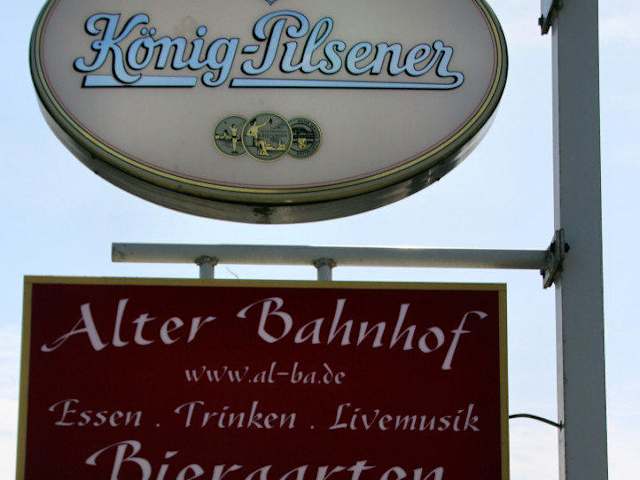 König-Pilsener
Alter Bahnhof
www.al-ba.de
Essen . Trinken . Livemusik
Biergarten